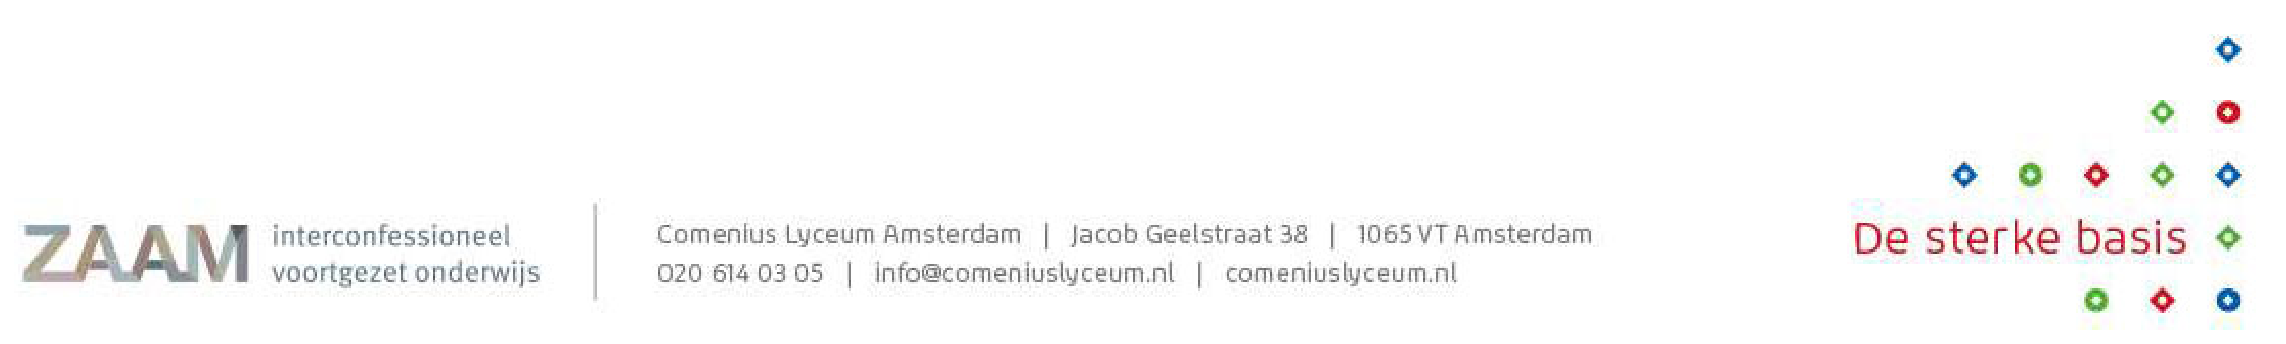 ZAAM
interconfessioneel
voortgezet onderwijs
Comenius Lyceum Amsterdam | Jacob Geelstraat 38 | 1065 VT Amsterdam
020 614 03 05 | info@comeniuslyceum.nl | comeniuslyceum.nl
De sterke basis